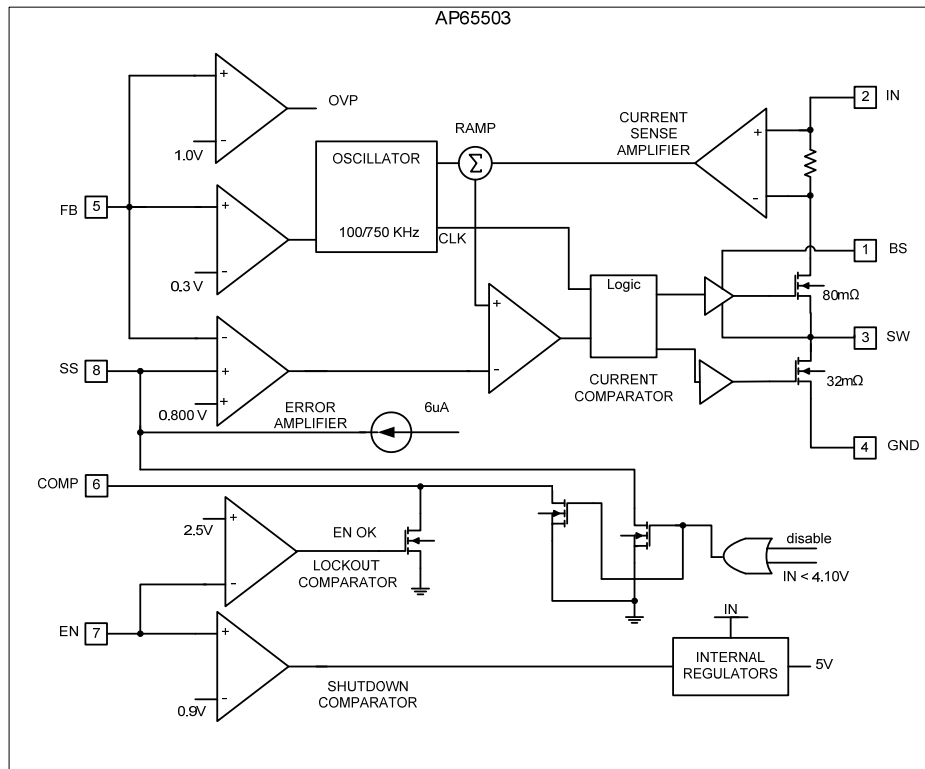 AP65503
+
OVP
-
1.0V
2
IN
CURRENT
SENSE
AMPLIFIER
+
-
RAMP
Σ
OSCILLATOR
100/750 KHz
CLK
FB
5
+
-
0.3 V
1
BS
80mΩ
Logic
+
-
3
SW
32mΩ
CURRENT
COMPARATOR
4
GND
SS
8
-
+
+
0.800 V
ERROR
AMPLIFIER
6uA
COMP
6
2.5V
+
-
EN OK
LOCKOUT
COMPARATOR
disable
IN < 4.10V
EN
7
+
-
0.9V
SHUTDOWN
COMPARATOR
IN
INTERNAL
REGULATORS
5V